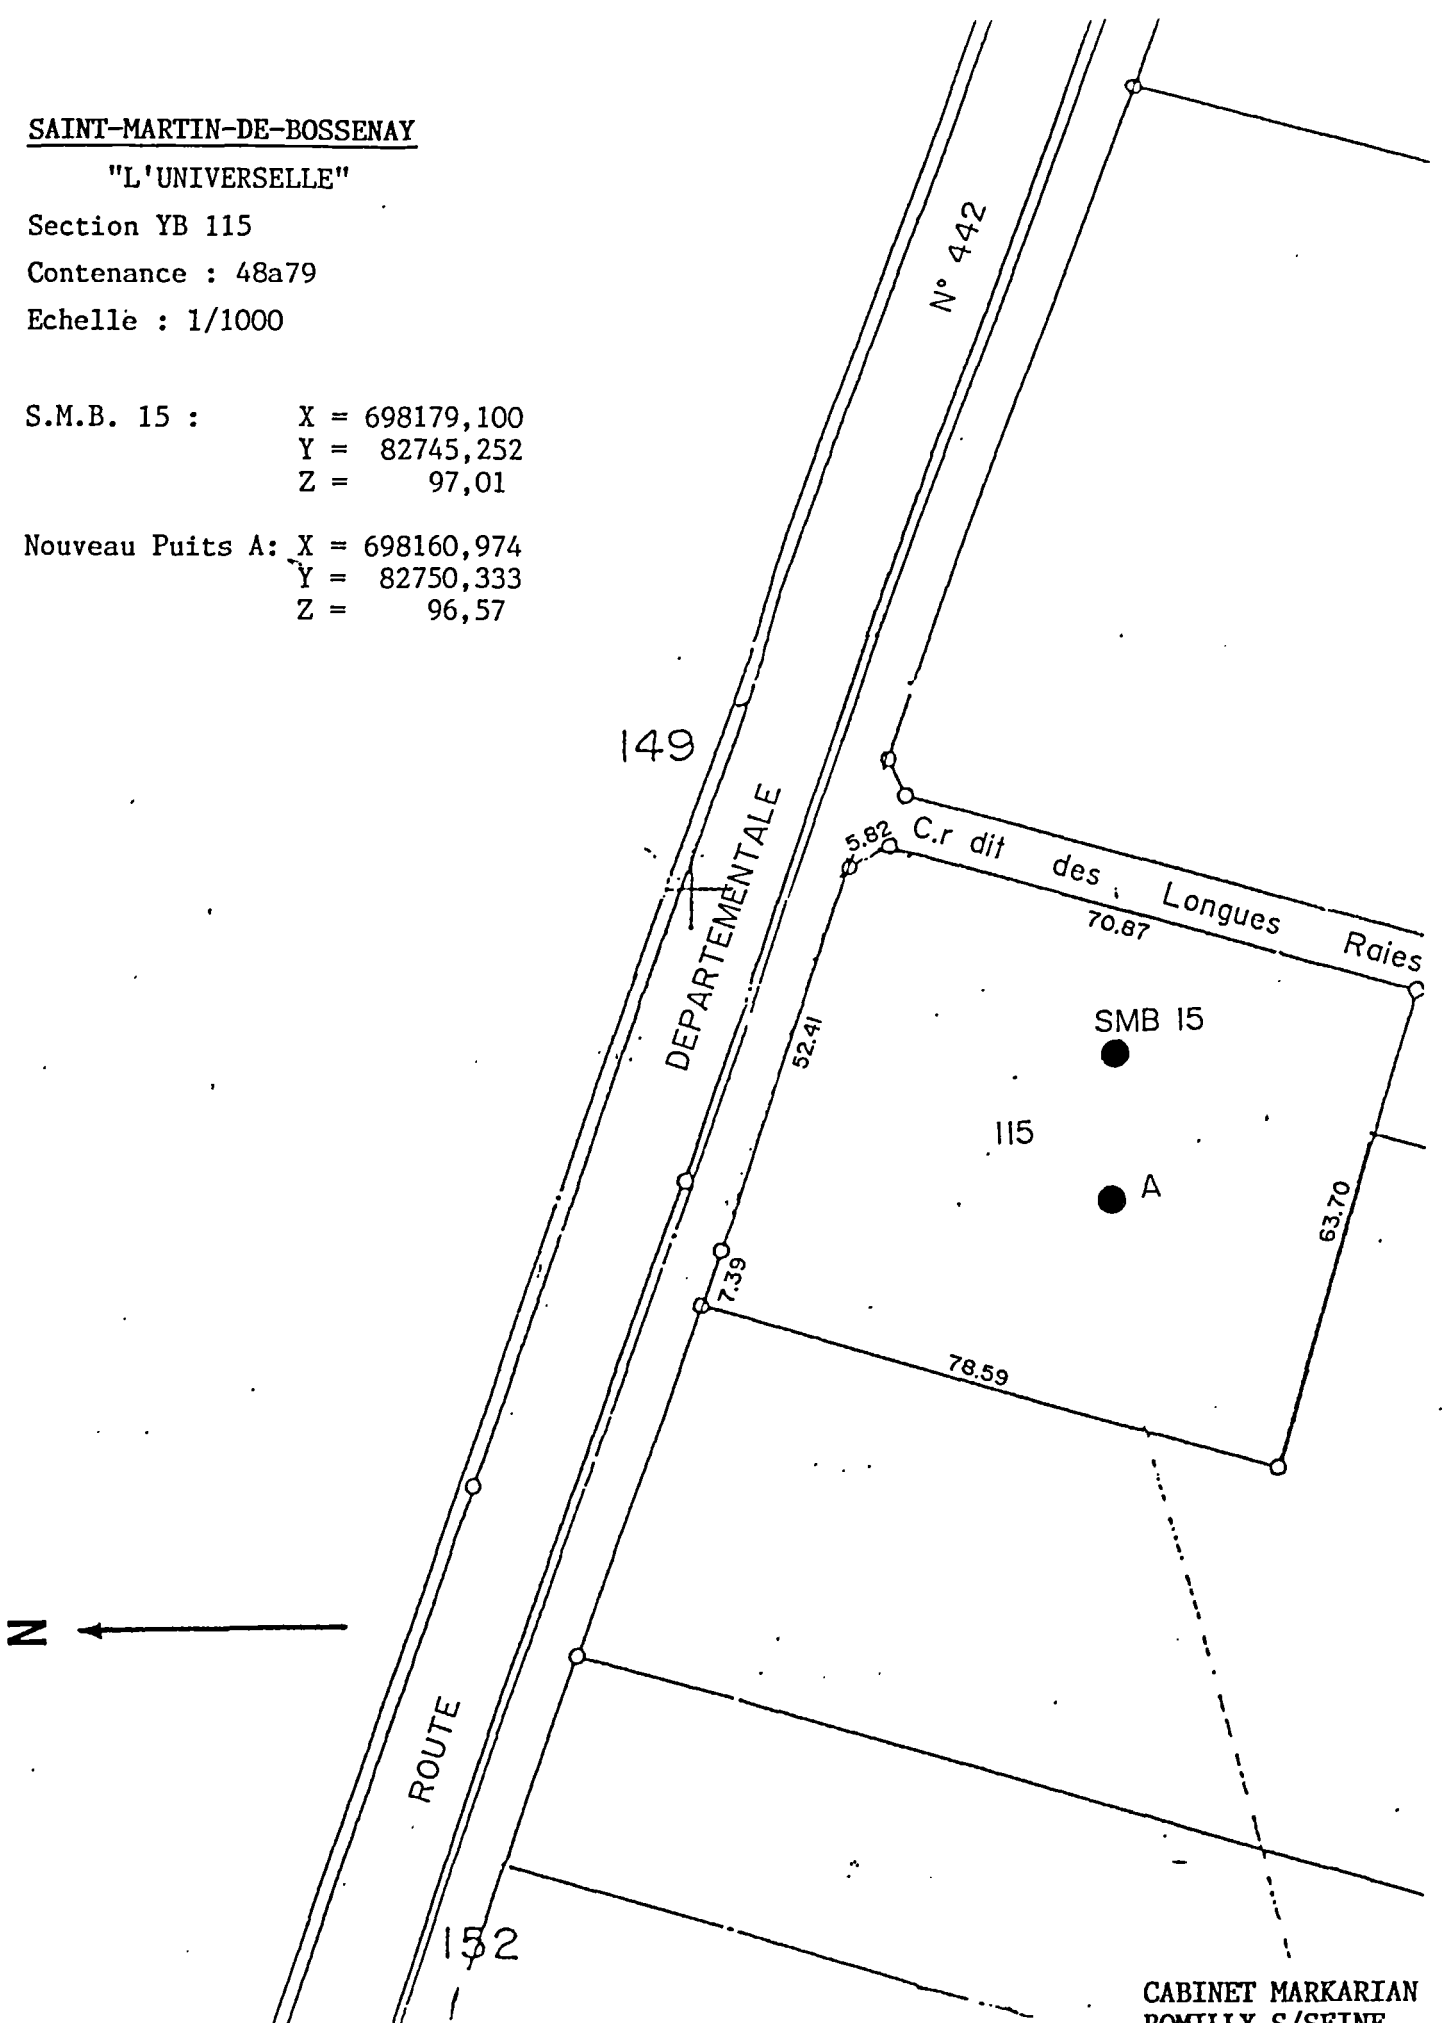 SAINT-MARTIN-DE-BOSSENAY
"L'UNIVERSELLE"
Section YB 115
Contenance : 48a79
Echelle : 1/1000
S.M.B. 15 : X = 698179,100
Y = 82745,252
Z = 97,01
Nouveau Puits A: X = 698160,974
Y = 82750,333
Z = 96,57
N° 442
149
DEPARTEMENTALE
5.82
C.r dit des Longues Raies
70.87
52.41
SMB 15
115
A
63.70
7.39
78.59
N
ROUTE
152
CABINET MARKARIAN
ROMILLY S/SEINE